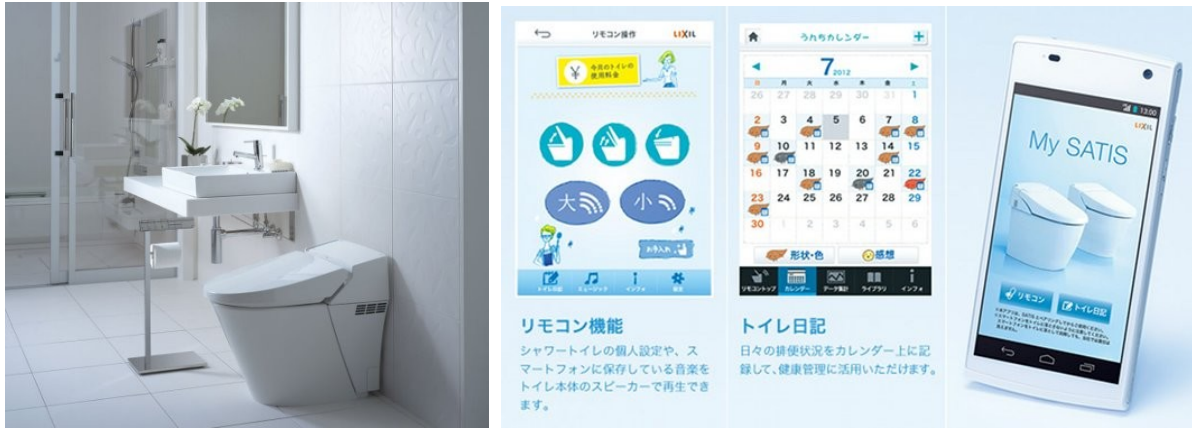 リモコン操作
LIXIL
今月のトイレの
使用料金
大
小
お手入れ
トイレ日記
ミュージック
インフォ
設定
リモコン機能
シャワートイレの個人設定や、ス
マートフォンに保存している音楽を
トイレ本体のスピーカーで再生でき
ます。
うんちカレンダー
7 2012
日 月 火 水 木 金 土
26 27 28 29 30 31 1
2 3 4 5 6 7 8
9 10 11 12 13 14 15
16 17 18 19 20 21 22
23 24 25 26 27 28 29
30 1 2 3 4 5 6
形状・色
感想
リモコントップ
カレンダー
データ集計
ライブラリ
インフォ
トイレ日記
日々の排便状況をカレンダー上に記
録して、健康管理に活用いただけます。
13:00
LIXIL
My SATIS
リモコン
トイレ日記